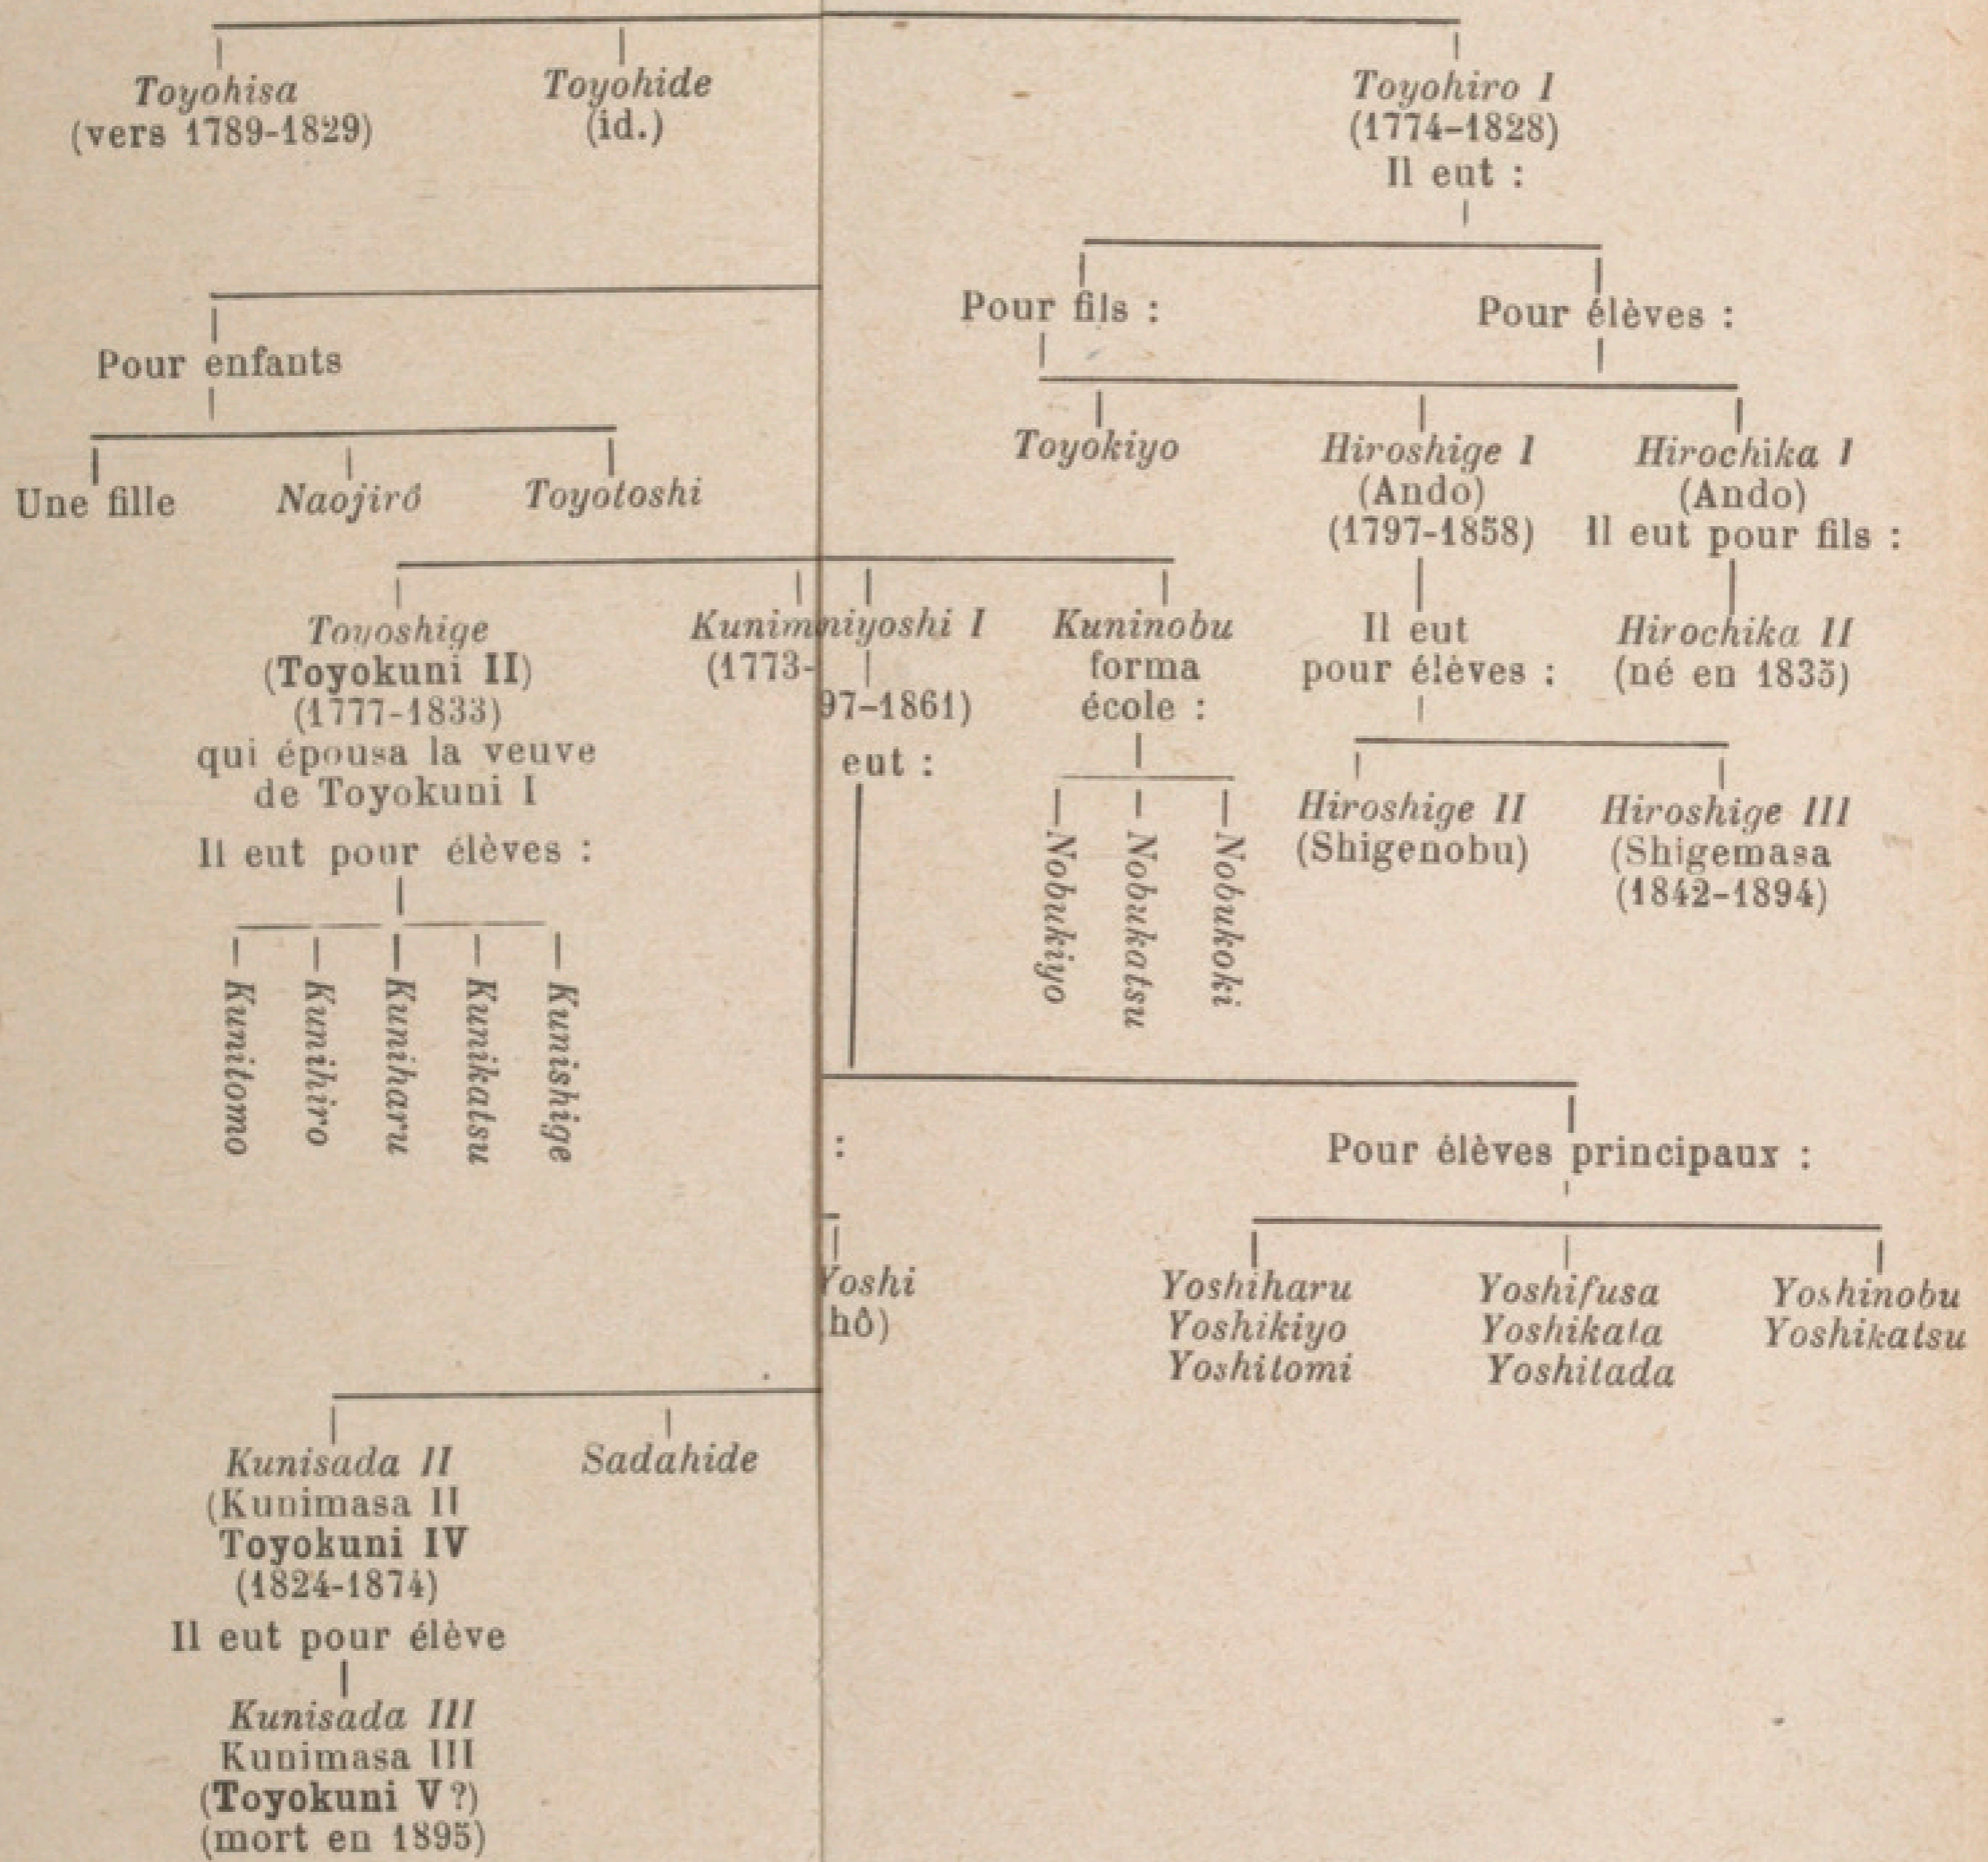 Toyohisa
(vers 1789-1829)
Toyohide
(id.)
Toyohiro I
(1774-1828)
Il eut :
Pour fils :
Pour élèves :
Pour enfants
Une fille
Naojirô
Toyotoshi
Toyokiyo
Hiroshige I
(Ando)
(1797-1858)
Hirochika I
(Ando)
Il eut pour fils :
Toyoshige
(Toyokuni II)
(1777-1833)
qui épousa la veuve
de Toyokuni I
Il eut pour élèves :
Kunitomo
Kunihiro
Kuniharu
Kunikatsu
Kunishige
Kunim
(1773-
niyoshi I
97-1861)
eut :
Kuninobu
forma
école :
Nobukiyo
Nobukatsu
Nobukoki
Il eut
pour élèves :
Hirochika II
(né en 1835)
Hiroshige II
(Shigenobu)
Hiroshige III
(Shigemasa
(1842-1894)
:
Pour élèves principaux :
Yoshi
hô)
Yoshiharu
Yoshikiyo
Yoshitomi
Yoshifusa
Yoshikata
Yoshitada
Yoshinobu
Yoshikatsu
Kunisada II
(Kunimasa II
Toyokuni IV
(1824-1874)
Il eut pour élève
Sadahide
Kunisada III
Kunimasa III
(Toyokuni V ?)
(mort en 1895)